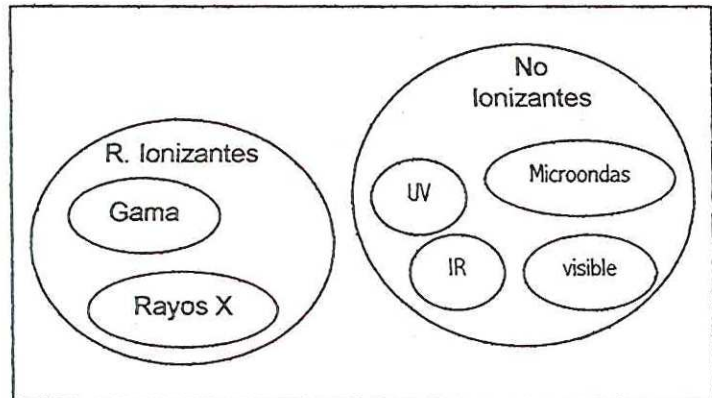 R. Ionizantes
Gama
Rayos X
No
Ionizantes
UV
Microondas
IR
visible